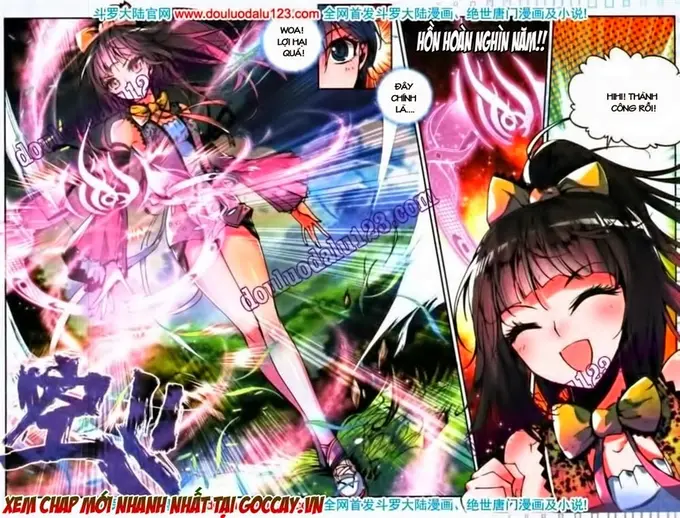 斗罗大陆官网 www.douluodalu123.com 全网首发斗罗大陆漫画、绝世唐门漫画及小说!
WOA!
LỢI HẠI
QUÁ!
ĐÂY
CHÍNH
LÀ...
HỒN HOÀN NGHÌN NĂM!!
HIHI! THÀNH
CÔNG RỒI!
douluodalu123.com
XEM CHAP MỚI NHANH NHẤT TẠI GOCCAY.VN
全网首发斗罗大陆漫画、绝世唐门漫画及小说!